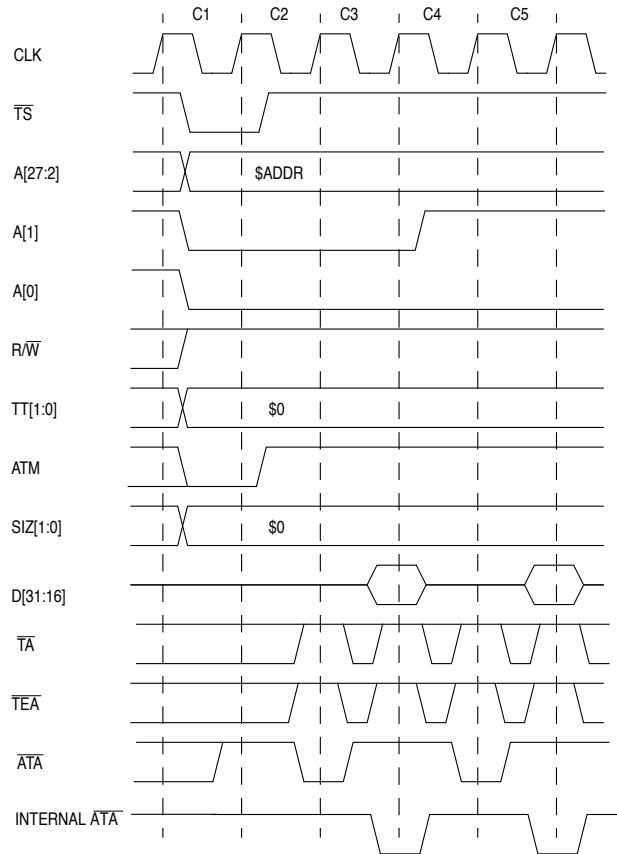 C1 C2 C3 C4 C5
CLK
TS
A[27:2] $ADDR
A[1]
A[0]
R/W
TT[1:0] $0
ATM
SIZ[1:0] $0
D[31:16]
TA
TEA
ATA
INTERNAL ATA